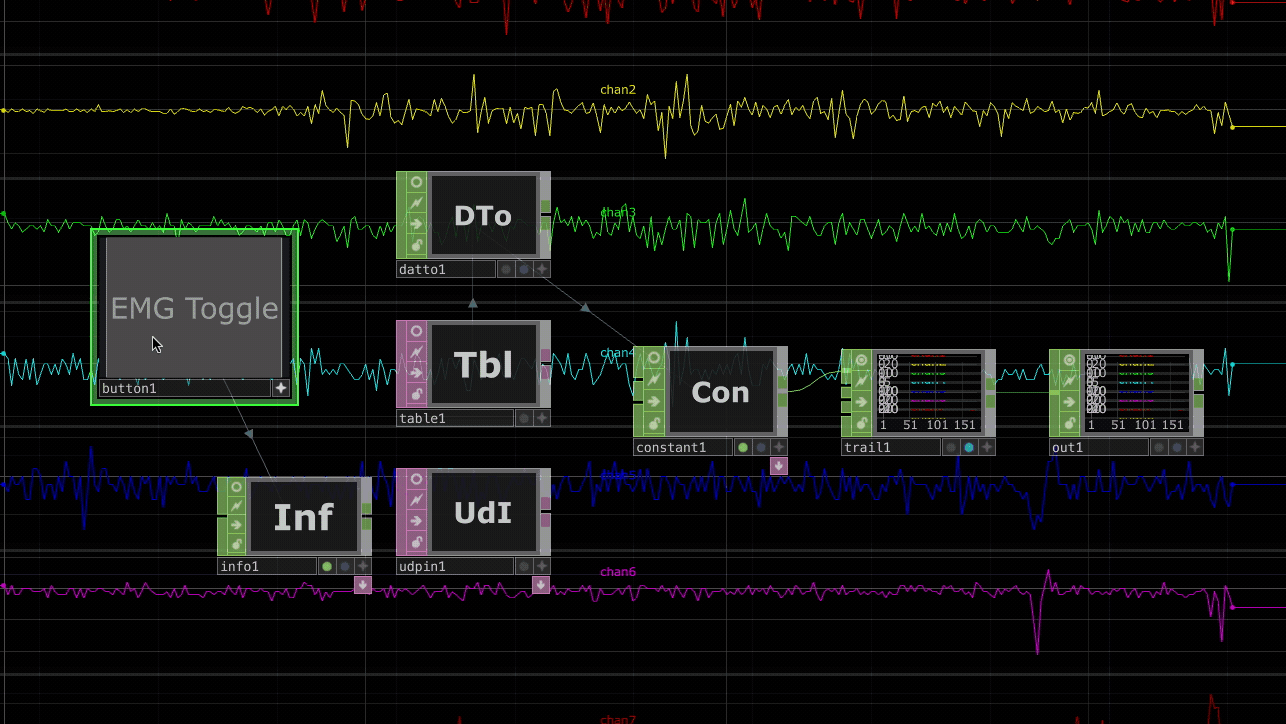 chan2
DTo
datto1
chan3
EMG Toggle
button1
Tbl
table1
chan4
Con
constant1
1 51 101 151
trail1
1 51 101 151
out1
Inf
info1
UdI
udpin1
chan5
chan6
chan7